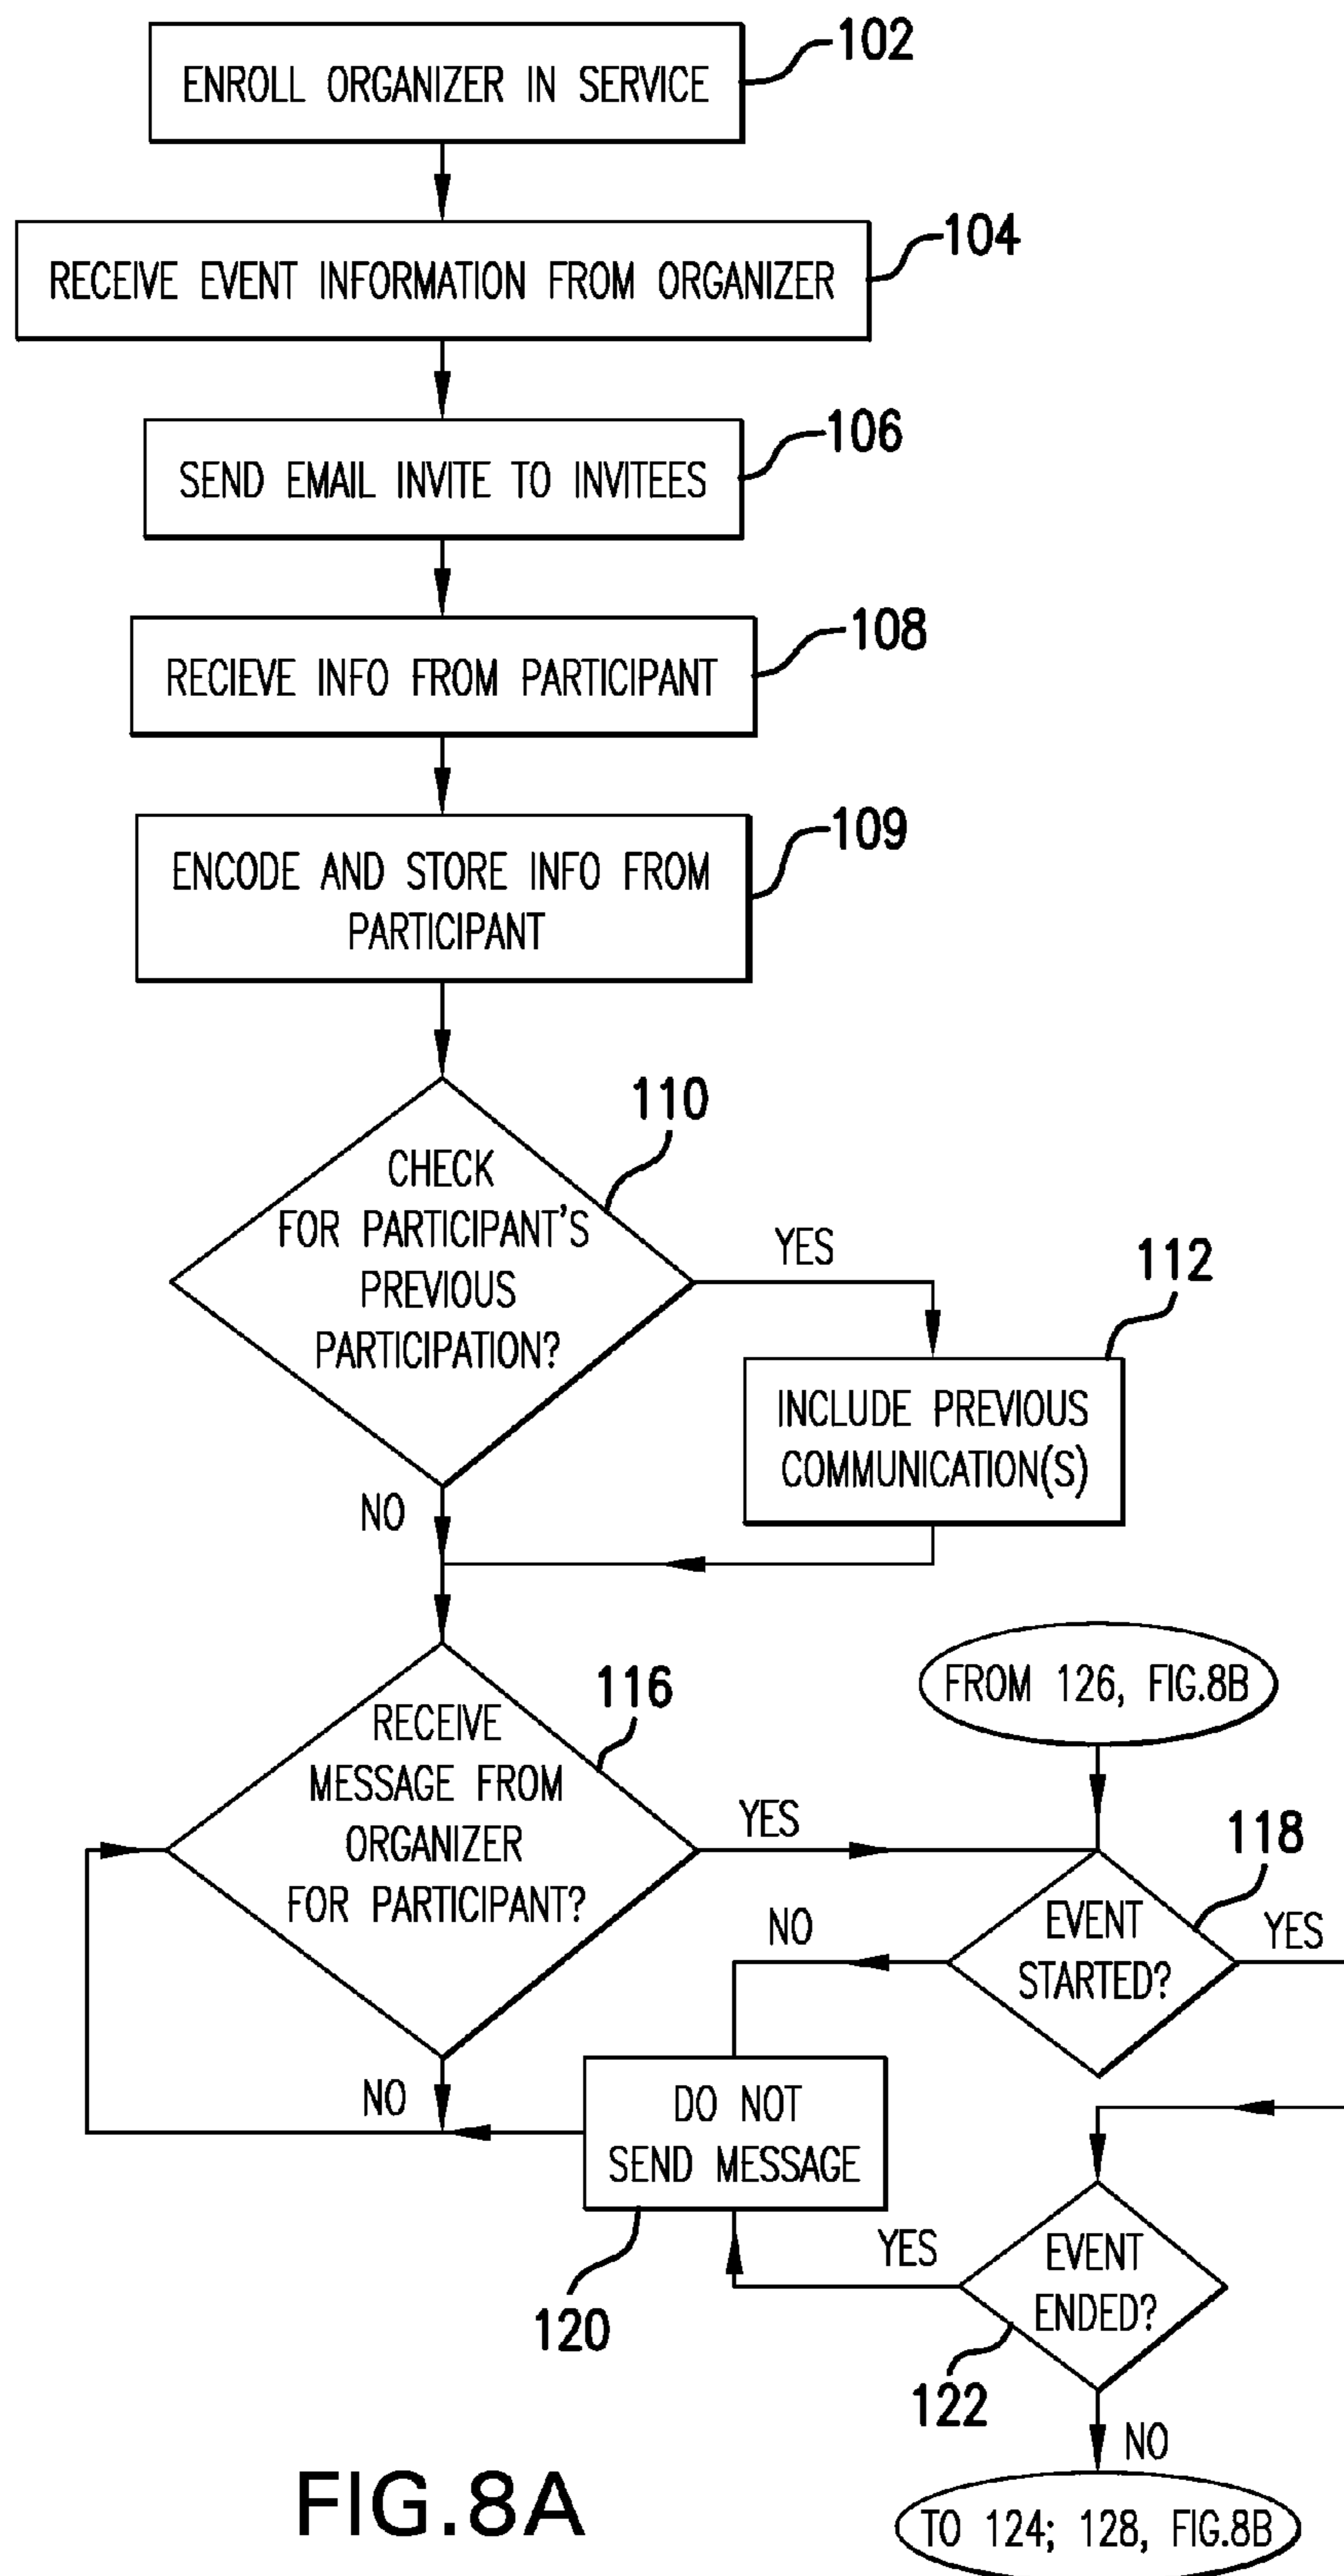 102
ENROLL ORGANIZER IN SERVICE
104
RECEIVE EVENT INFORMATION FROM ORGANIZER
106
SEND EMAIL INVITE TO INVITEES
108
RECIEVE INFO FROM PARTICIPANT
109
ENCODE AND STORE INFO FROM
PARTICIPANT
110
CHECK
FOR PARTICIPANT'S
PREVIOUS
PARTICIPATION?
YES
112
INCLUDE PREVIOUS
COMMUNICATION(S)
NO
116
RECEIVE
MESSAGE FROM
ORGANIZER
FOR PARTICIPANT?
YES
FROM 126, FIG.8B
118
EVENT
STARTED?
YES
NO
NO
DO NOT
SEND MESSAGE
120
YES
EVENT
ENDED?
122
NO
TO 124; 128, FIG.8B
FIG.8A